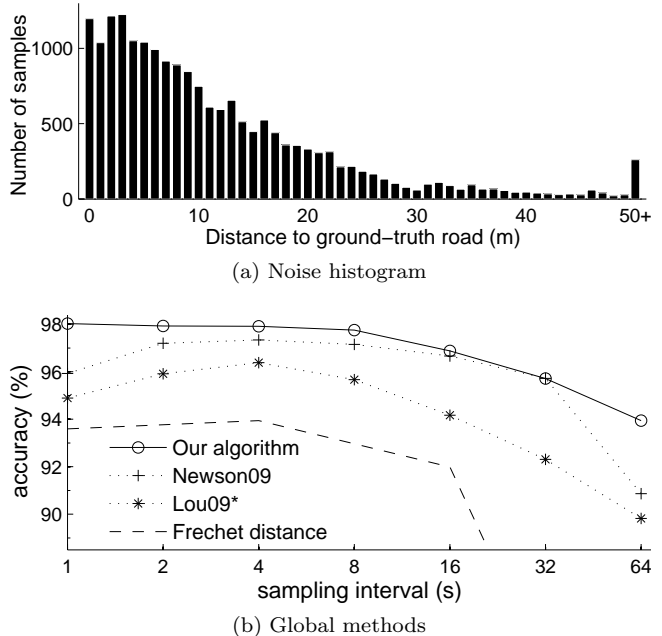 Number of samples
1000
500
0
0 10 20 30 40 50+
Distance to ground−truth road (m)
(a) Noise histogram
accuracy (%)
98
96
94
92
90
Our algorithm
Newson09
Lou09*
Frechet distance
1 2 4 8 16 32 64
sampling interval (s)
(b) Global methods